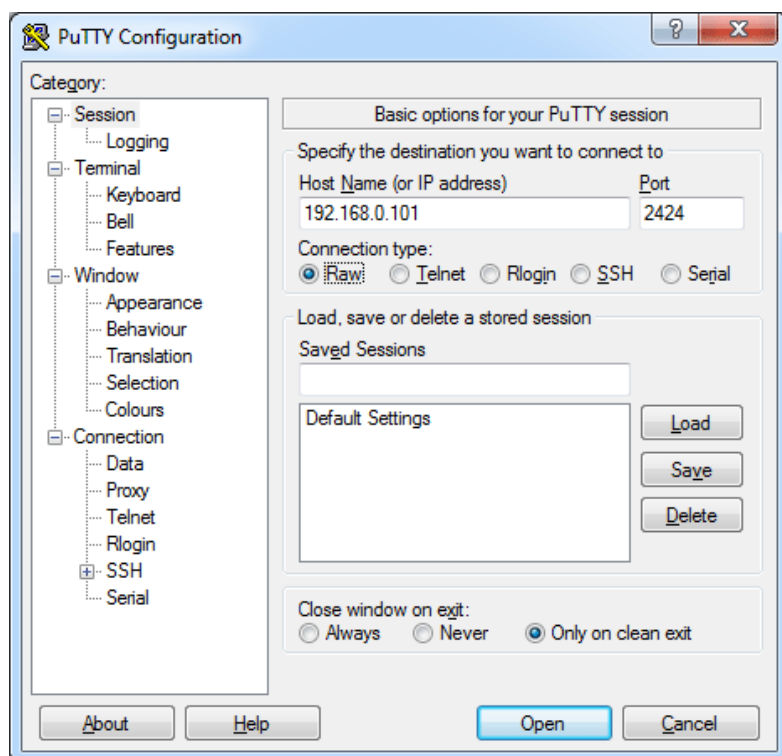 PuTTY Configuration
Category:
Session
Logging
Terminal
Keyboard
Bell
Features
Window
Appearance
Behaviour
Translation
Selection
Colours
Connection
Data
Proxy
Telnet
Rlogin
SSH
Serial
Basic options for your PuTTY session
Specify the destination you want to connect to
Host Name (or IP address) Port
192.168.0.101 2424
Connection type:
Raw Telnet Rlogin SSH Serial
Load, save or delete a stored session
Saved Sessions
Default Settings
Load
Save
Delete
Close window on exit:
Always Never Only on clean exit
About Help Open Cancel